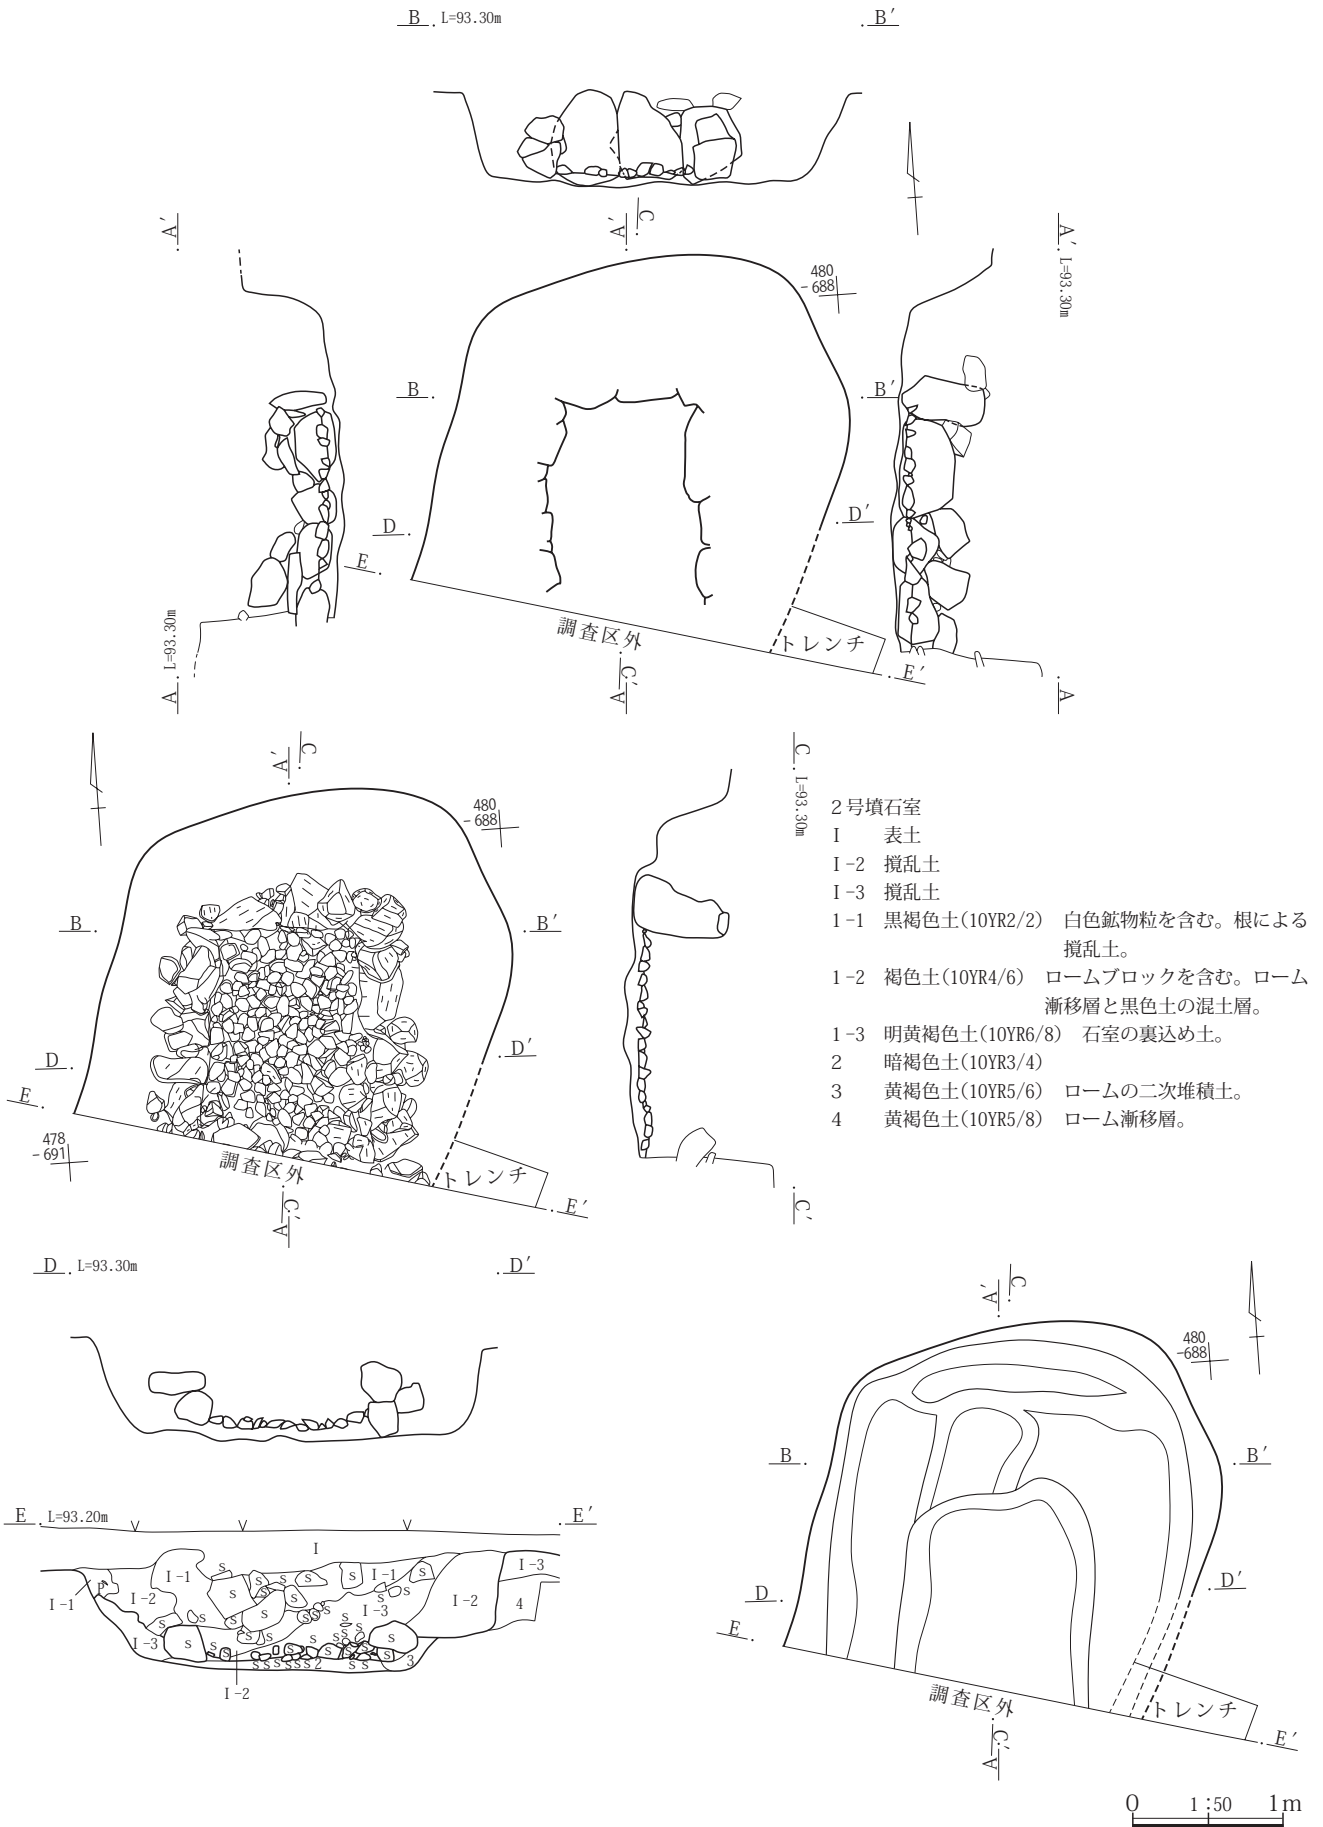 B . L=93.30m
. B′
A′
A′
C
A′. L=93.30m
480
-688
B
B′
D
D′
E
A L=93.30m
調査区外
トレンチ
E′
A
C′
A
A′
C
C L=93.30m
480
-688
2号墳石室
I 表土
I-2 撹乱土
I-3 撹乱土
1-1 黒褐色土(10YR2/2) 白色鉱物粒を含む。根による
撹乱土。
1-2 褐色土(10YR4/6) ロームブロックを含む。ローム
漸移層と黒色土の混土層。
1-3 明黄褐色土(10YR6/8) 石室の裏込め土。
2 暗褐色土(10YR3/4)
3 黄褐色土(10YR5/6) ロームの二次堆積土。
4 黄褐色土(10YR5/8) ローム漸移層。
B
B′
D
D′
E
478
-691
調査区外
トレンチ
E′
A
C′
C′
D . L=93.30m
. D′
A′
C
480
-688
B
B′
D
D′
E
調査区外
トレンチ
E′
A
C′
E . L=93.20m
. E′
I
I-1
I-1
I-3
P
I-1
I-2
I-3
I-2
4
I-3
I-2
2
3
S S S S S S
0 1:50 1m